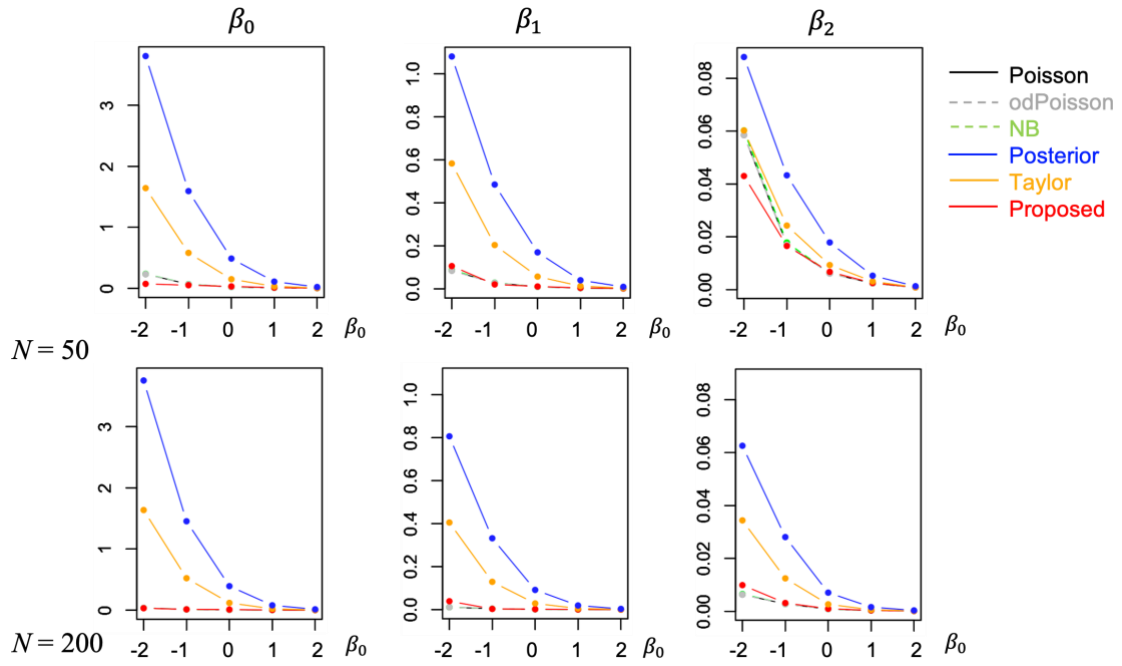 β₀ β₁ β₂
3
2
1
0
-2 -1 0 1 2 β₀
1.0
0.8
0.6
0.4
0.2
0.0
-2 -1 0 1 2 β₀
0.08
0.06
0.04
0.02
0.00
-2 -1 0 1 2 β₀
Poisson
odPoisson
NB
Posterior
Taylor
Proposed
N = 50
3
2
1
0
-2 -1 0 1 2 β₀
1.0
0.8
0.6
0.4
0.2
0.0
-2 -1 0 1 2 β₀
0.08
0.06
0.04
0.02
0.00
-2 -1 0 1 2 β₀
N = 200